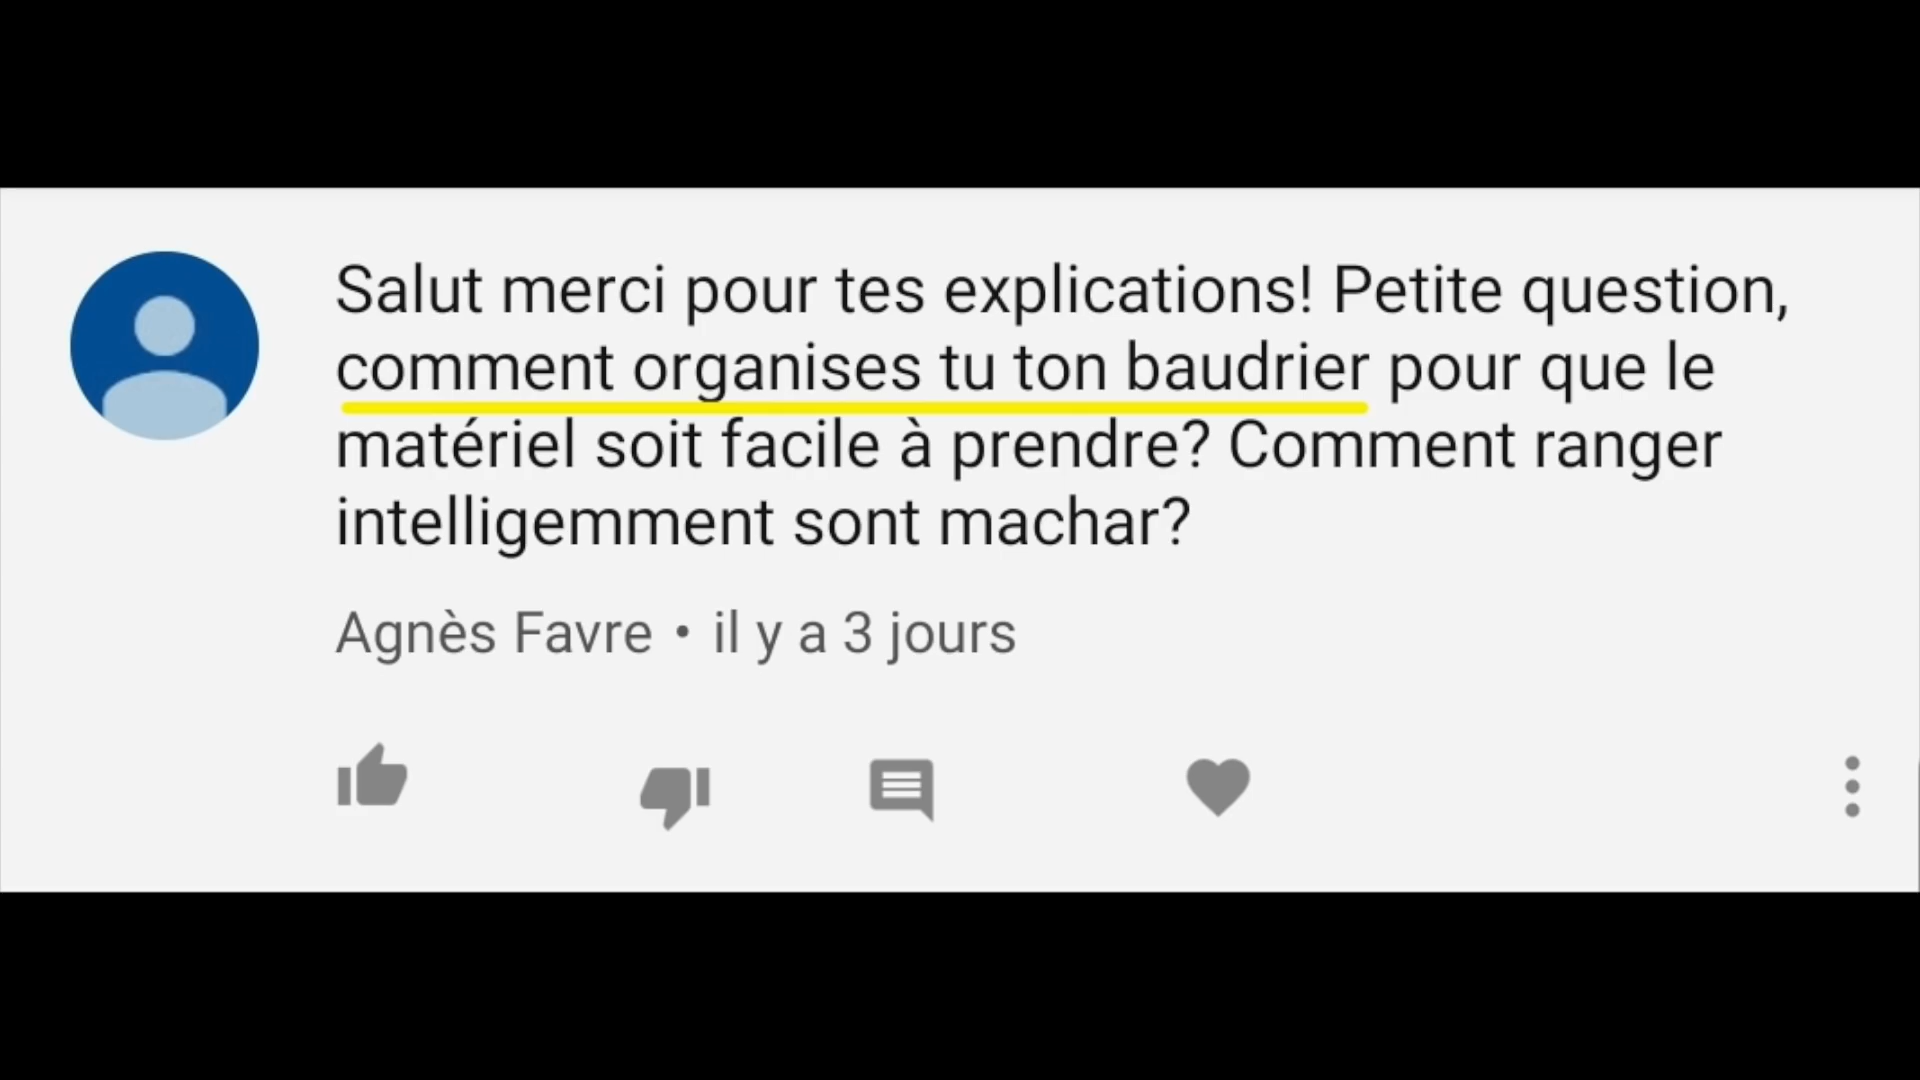 Salut merci pour tes explications! Petite question,
comment organises tu ton baudrier pour que le
matériel soit facile à prendre? Comment ranger
intelligemment sont machar?
Agnès Favre • il y a 3 jours